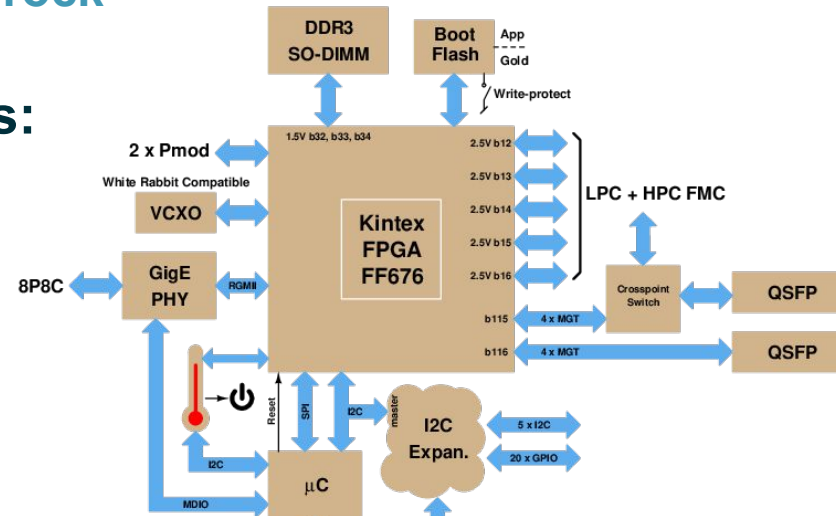 s:
DDR3
SO-DIMM
Boot
Flash
App
Gold
Write-protect
1.5V b32, b33, b34
2 x Pmod
White Rabbit Compatible
VCXO
Kintex
FPGA
FF676
2.5V b12
2.5V b13
2.5V b14
2.5V b15
2.5V b16
LPC + HPC FMC
8P8C
GigE
PHY
RGMII
Crosspoint
Switch
QSFP
b115
4 x MGT
b116
4 x MGT
QSFP
Reset
SPI
I2C
master
I2C
Expan.
5 x I2C
20 x GPIO
I2C
µC
MDIO